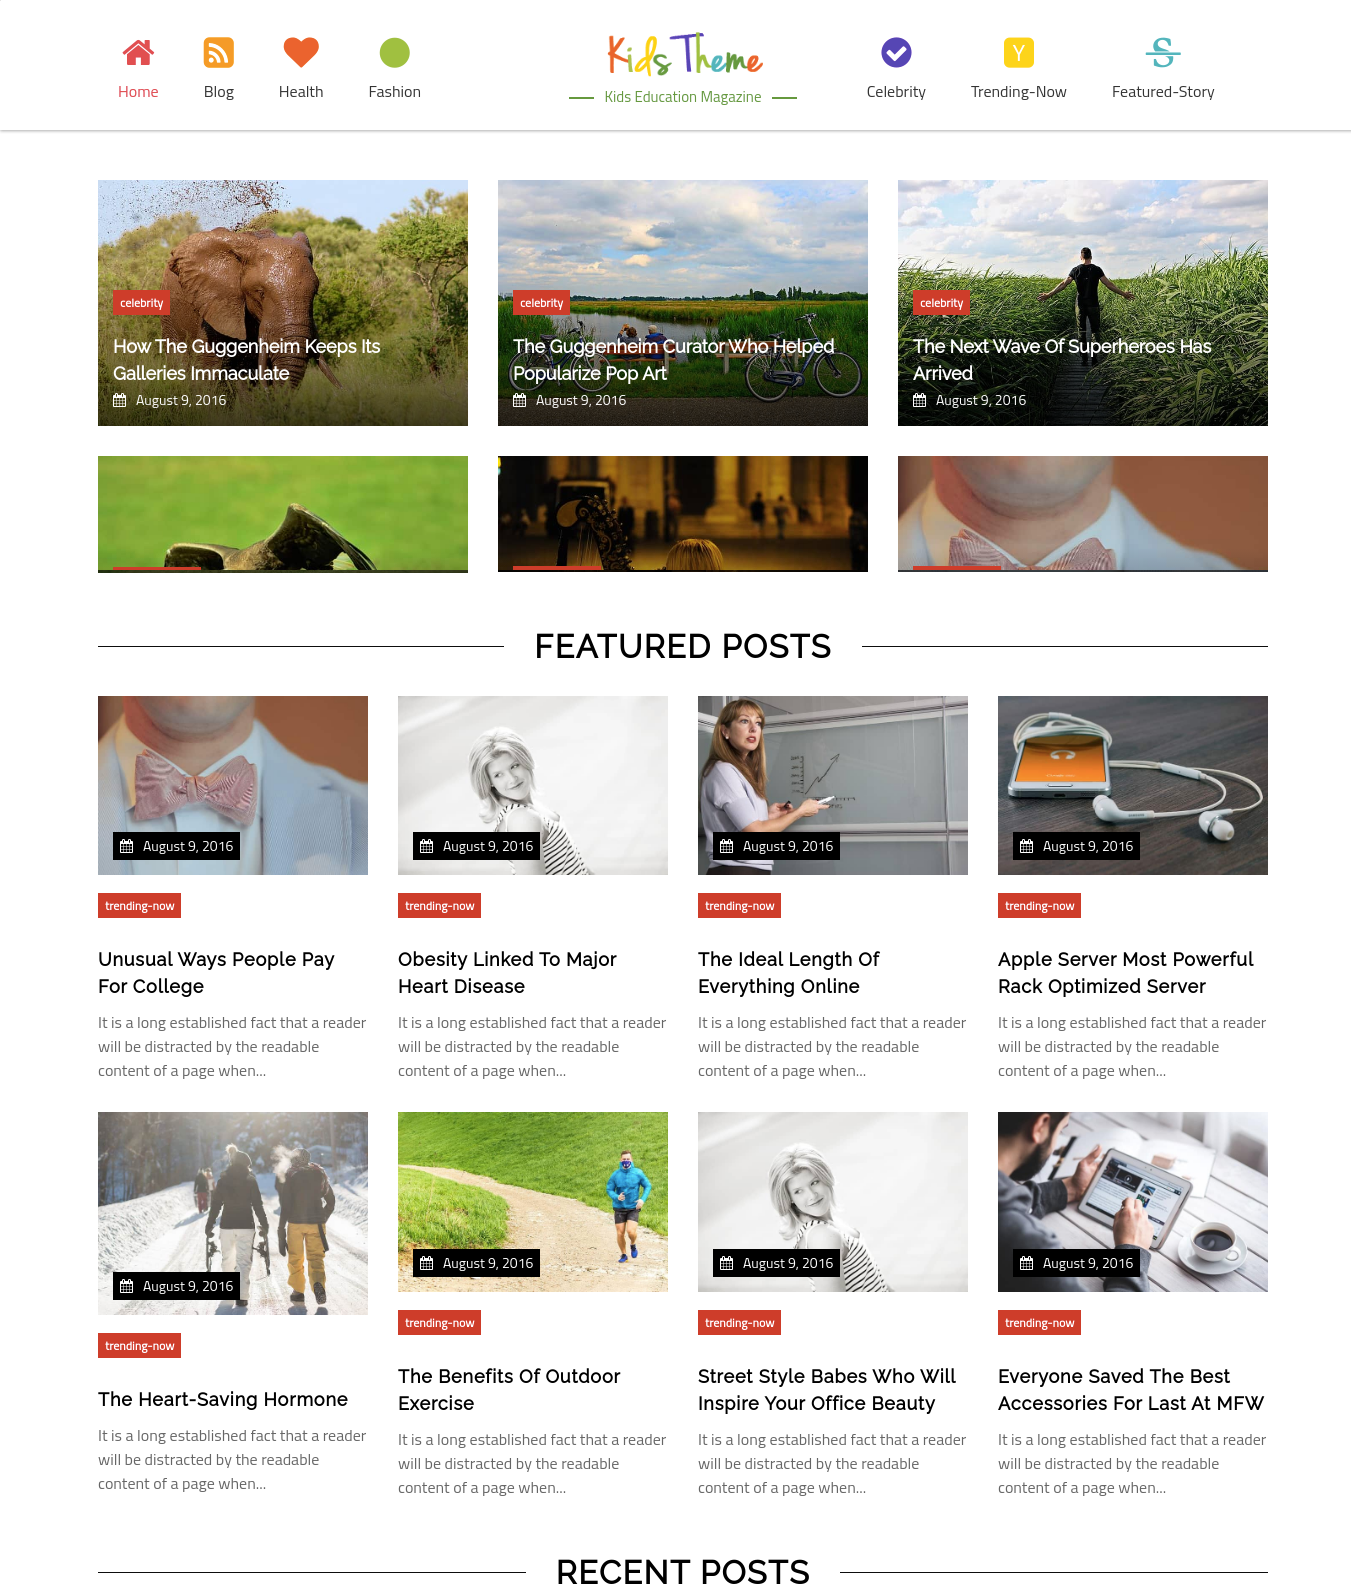 Home
Blog
Health
Fashion
Kids Theme
Kids Education Magazine
Celebrity
Trending-Now
Featured-Story
celebrity
How The Guggenheim Keeps Its
Galleries Immaculate
August 9, 2016
celebrity
The Guggenheim Curator Who Helped
Popularize Pop Art
August 9, 2016
celebrity
The Next Wave Of Superheroes Has
Arrived
August 9, 2016
FEATURED POSTS
August 9, 2016
trending-now
Unusual Ways People Pay
For College
It is a long established fact that a reader
will be distracted by the readable
content of a page when...
August 9, 2016
trending-now
Obesity Linked To Major
Heart Disease
It is a long established fact that a reader
will be distracted by the readable
content of a page when...
August 9, 2016
trending-now
The Ideal Length Of
Everything Online
It is a long established fact that a reader
will be distracted by the readable
content of a page when...
August 9, 2016
trending-now
Apple Server Most Powerful
Rack Optimized Server
It is a long established fact that a reader
will be distracted by the readable
content of a page when...
August 9, 2016
trending-now
The Heart-Saving Hormone
It is a long established fact that a reader
will be distracted by the readable
content of a page when...
August 9, 2016
trending-now
The Benefits Of Outdoor
Exercise
It is a long established fact that a reader
will be distracted by the readable
content of a page when...
August 9, 2016
trending-now
Street Style Babes Who Will
Inspire Your Office Beauty
It is a long established fact that a reader
will be distracted by the readable
content of a page when...
August 9, 2016
trending-now
Everyone Saved The Best
Accessories For Last At MFW
It is a long established fact that a reader
will be distracted by the readable
content of a page when...
RECENT POSTS